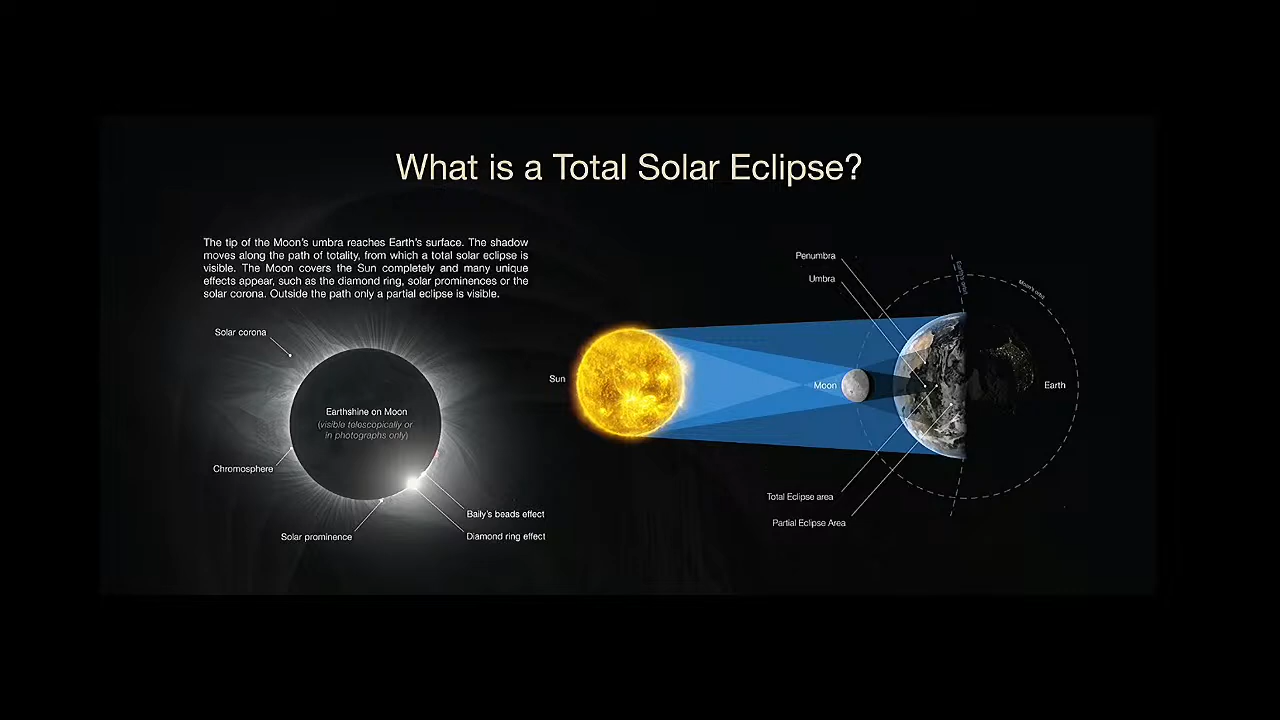 What is a Total Solar Eclipse?
The tip of the Moon's umbra reaches Earth's surface. The shadow
moves along the path of totality, from which a total solar eclipse is
visible. The Moon covers the Sun completely and many unique
effects appear, such as the diamond ring, solar prominences or the
solar corona. Outside the path only a partial eclipse is visible.
Solar corona
Earthshine on Moon
(visible telescopically or
in photographs only)
Chromosphere
Solar prominence
Baily's beads effect
Diamond ring effect
Penumbra
Umbra
Moon's orbit
Sun
Moon
Earth
Total Eclipse area
Partial Eclipse Area